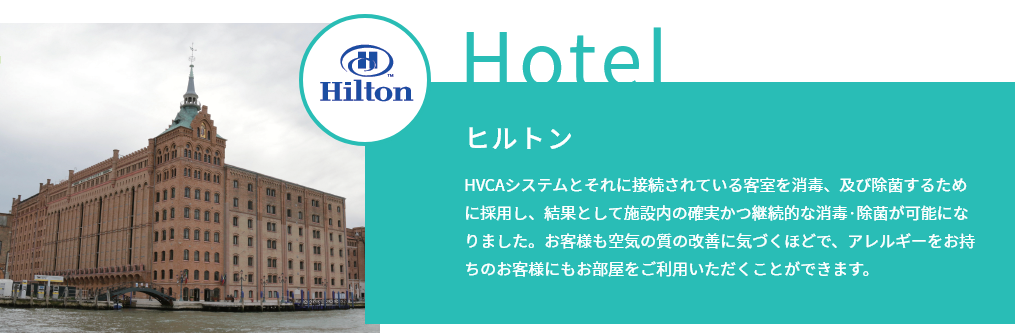 Hotel
Hilton
TM
ヒルトン
HVCAシステムとそれに接続されている客室を消毒、及び除菌するため
に採用し、結果として施設内の確実かつ継続的な消毒･除菌が可能にな
りました。お客様も空気の質の改善に気づくほどで、アレルギーをお持
ちのお客様にもお部屋をご利用いただくことができます。